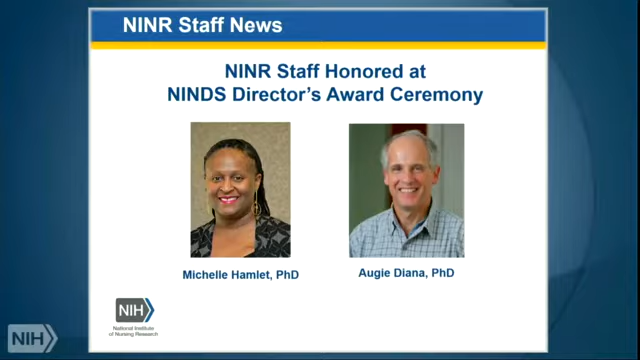 NINR Staff News
NINR Staff Honored at
NINDS Director's Award Ceremony
Michelle Hamlet, PhD
Augie Diana, PhD
NIH
National Institute
of Nursing Research
NIH